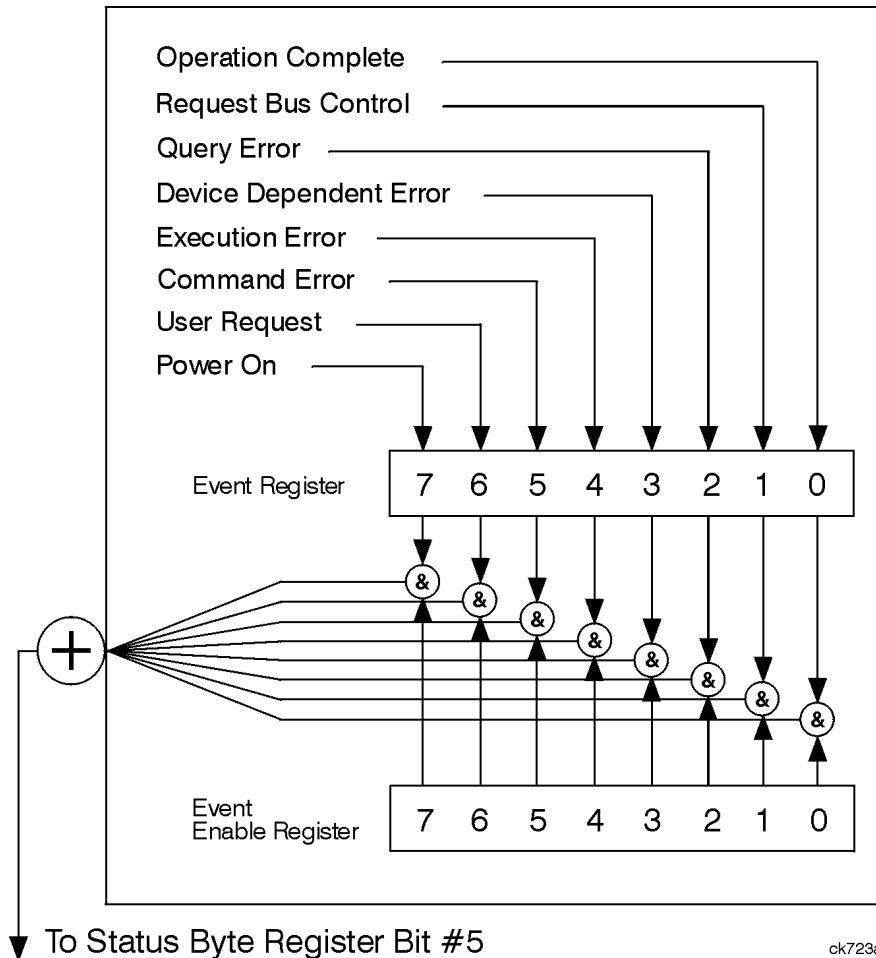 Operation Complete
Request Bus Control
Query Error
Device Dependent Error
Execution Error
Command Error
User Request
Power On
Event Register 7 6 5 4 3 2 1 0
&
&
&
&
&
&
&
&
+
Event
Enable Register 7 6 5 4 3 2 1 0
To Status Byte Register Bit #5
ck723a